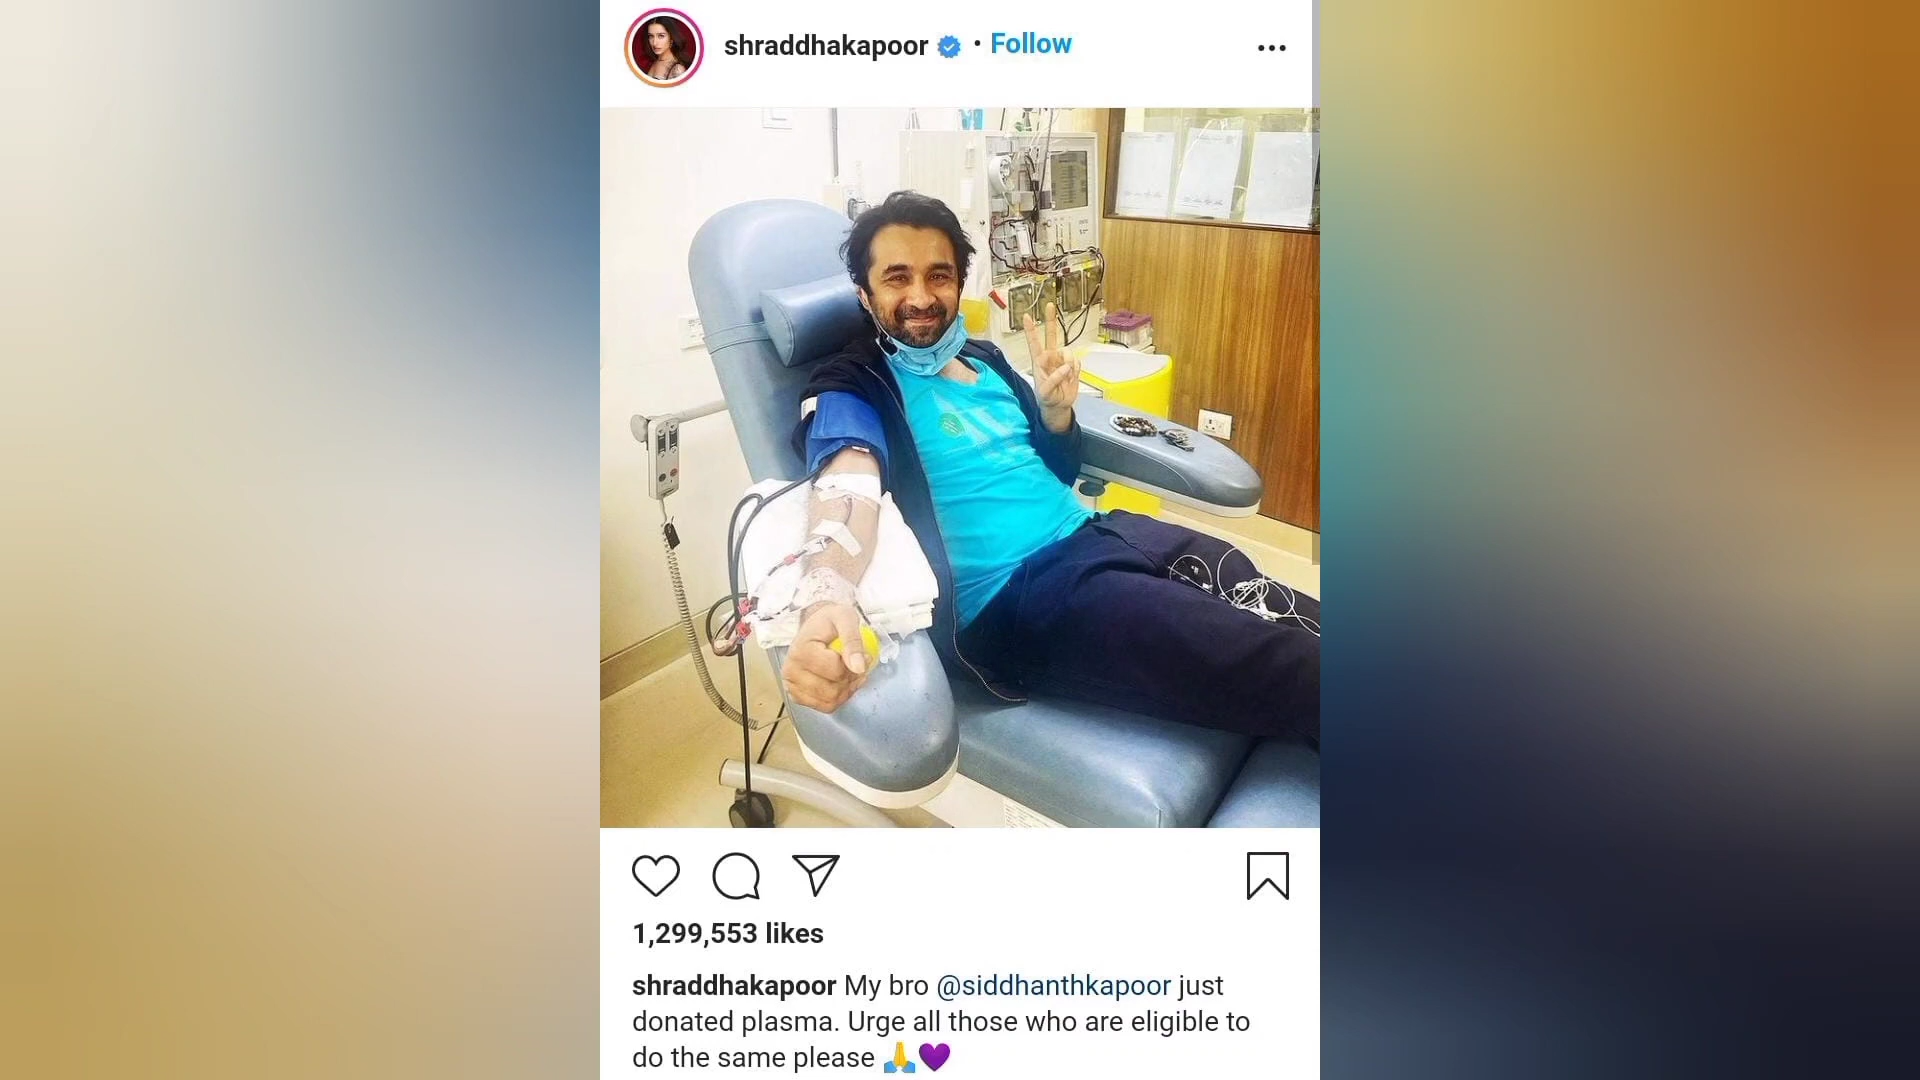 shraddhakapoor • Follow
1,299,553 likes
shraddhakapoor My bro @siddhanthkapoor just
donated plasma. Urge all those who are eligible to
do the same please 🙏💜